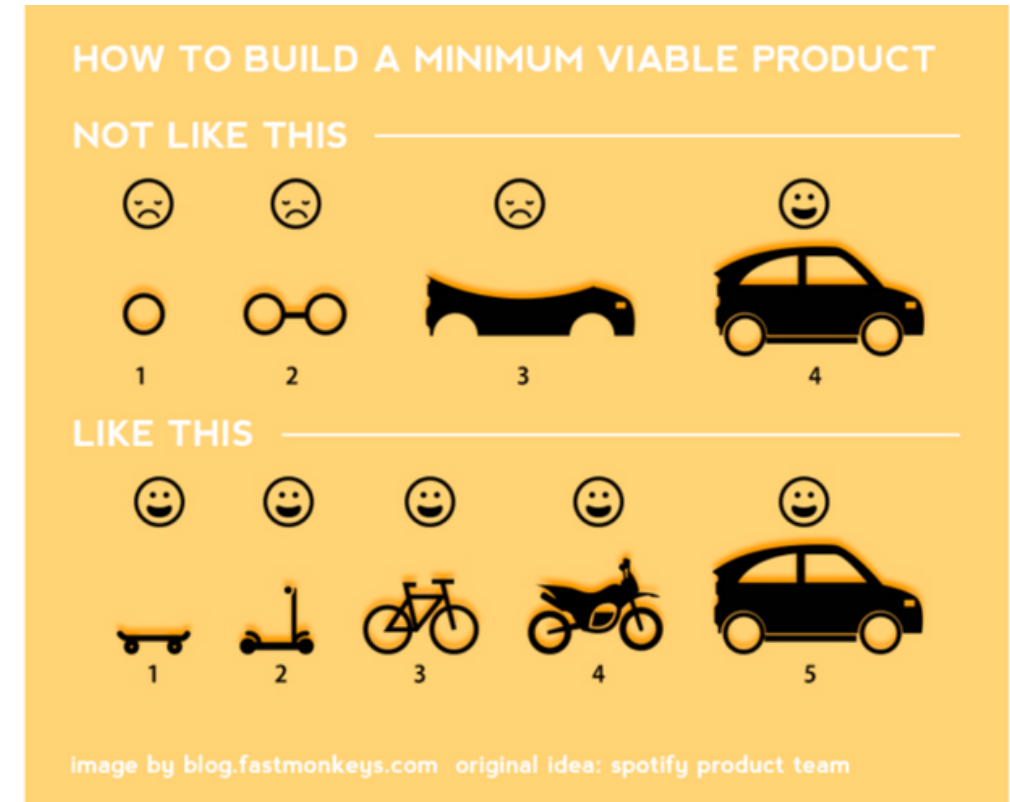 HOW TO BUILD A MINIMUM VIABLE PRODUCT
NOT LIKE THIS
1 2 3 4
LIKE THIS
1 2 3 4 5
image by blog.fastmonkeys.com original idea: spotify product team